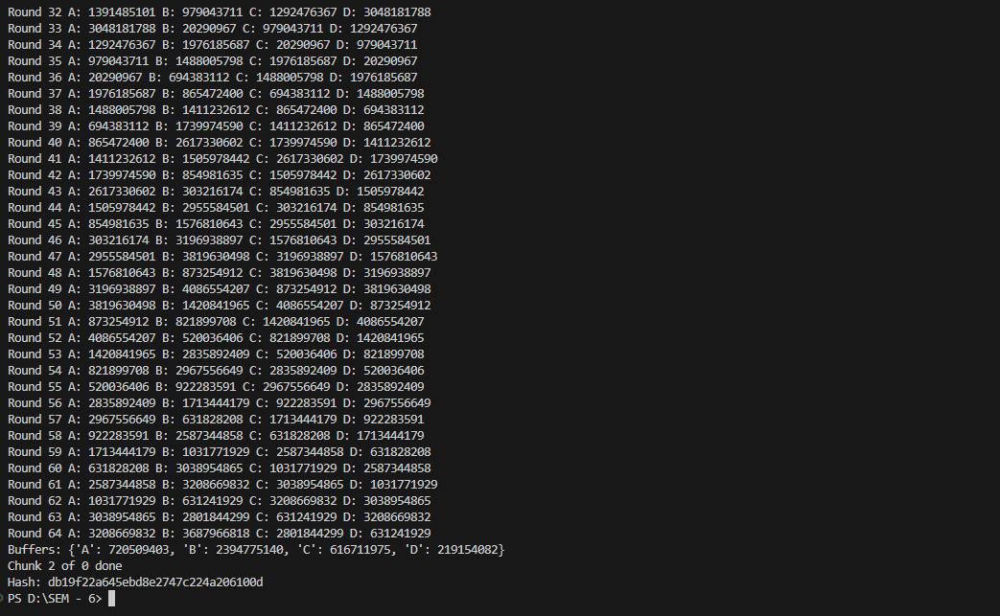 Round 32 A: 1391485101 B: 979043711 C: 1292476367 D: 3048181788
Round 33 A: 3048181788 B: 20290967 C: 979043711 D: 1292476367
Round 34 A: 1292476367 B: 1976185687 C: 20290967 D: 979043711
Round 35 A: 979043711 B: 1488005798 C: 1976185687 D: 20290967
Round 36 A: 20290967 B: 694383112 C: 1488005798 D: 1976185687
Round 37 A: 1976185687 B: 865472400 C: 694383112 D: 1488005798
Round 38 A: 1488005798 B: 1411232612 C: 865472400 D: 694383112
Round 39 A: 694383112 B: 1739974590 C: 1411232612 D: 865472400
Round 40 A: 865472400 B: 2617330602 C: 1739974590 D: 1411232612
Round 41 A: 1411232612 B: 1505978442 C: 2617330602 D: 1739974590
Round 42 A: 1739974590 B: 854981635 C: 1505978442 D: 2617330602
Round 43 A: 2617330602 B: 303216174 C: 854981635 D: 1505978442
Round 44 A: 1505978442 B: 2955584501 C: 303216174 D: 854981635
Round 45 A: 854981635 B: 1576810643 C: 2955584501 D: 303216174
Round 46 A: 303216174 B: 3196938897 C: 1576810643 D: 2955584501
Round 47 A: 2955584501 B: 3819630498 C: 3196938897 D: 1576810643
Round 48 A: 1576810643 B: 873254912 C: 3819630498 D: 3196938897
Round 49 A: 3196938897 B: 4086554207 C: 873254912 D: 3819630498
Round 50 A: 3819630498 B: 1420841965 C: 4086554207 D: 873254912
Round 51 A: 873254912 B: 821899708 C: 1420841965 D: 4086554207
Round 52 A: 4086554207 B: 520036406 C: 821899708 D: 1420841965
Round 53 A: 1420841965 B: 2835892409 C: 520036406 D: 821899708
Round 54 A: 821899708 B: 2967556649 C: 2835892409 D: 520036406
Round 55 A: 520036406 B: 922283591 C: 2967556649 D: 2835892409
Round 56 A: 2835892409 B: 1713444179 C: 922283591 D: 2967556649
Round 57 A: 2967556649 B: 631828208 C: 1713444179 D: 922283591
Round 58 A: 922283591 B: 2587344858 C: 631828208 D: 1713444179
Round 59 A: 1713444179 B: 1031771929 C: 2587344858 D: 631828208
Round 60 A: 631828208 B: 3038954865 C: 1031771929 D: 2587344858
Round 61 A: 2587344858 B: 3208669832 C: 3038954865 D: 1031771929
Round 62 A: 1031771929 B: 631241929 C: 3208669832 D: 3038954865
Round 63 A: 3038954865 B: 2801844299 C: 631241929 D: 3208669832
Round 64 A: 3208669832 B: 3687966818 C: 2801844299 D: 631241929
Buffers: {'A': 720509403, 'B': 2394775140, 'C': 616711975, 'D': 219154082}
Chunk 2 of 0 done
Hash: db19f22a645ebd8e2747c224a206100d
PS D:\SEM - 6>